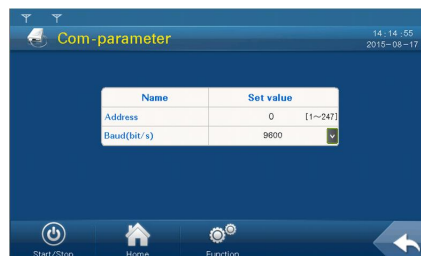 14:14:55
Com-parameter
2015-08-17
Name Set value
Address 0 [1~247]
Baud(bit/s) 9600
Start/Stop Home Function